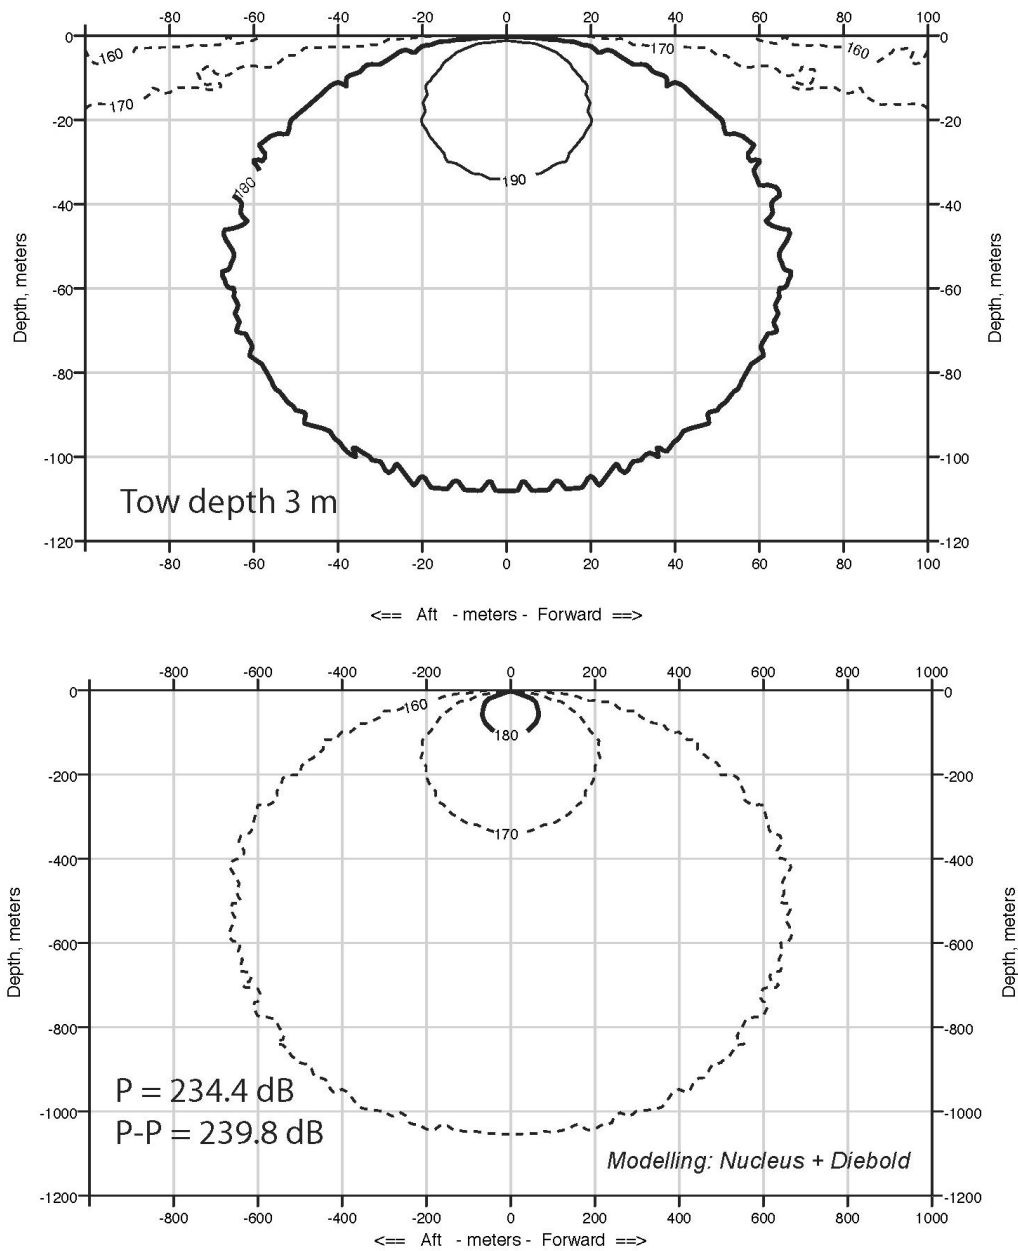 -80 -60 -40 -20 0 20 40 60 80 100
0 160 170 160 0
170
-20 -20
190
180
-40 -40
Depth, meters
Depth, meters
-60 -60
-80 -80
-100 -100
Tow depth 3 m
-120 -120
-80 -60 -40 -20 0 20 40 60 80 100
<== Aft - meters - Forward ==>
-800 -600 -400 -200 0 200 400 600 800 1000
0 0
160
180
-200 -200
170
-400 -400
Depth, meters
Depth, meters
-600 -600
-800 -800
P = 234.4 dB
-1000 -1000
P-P = 239.8 dB
Modelling: Nucleus + Diebold
-1200 -1200
-800 -600 -400 -200 0 200 400 600 800 1000
<== Aft - meters - Forward ==>